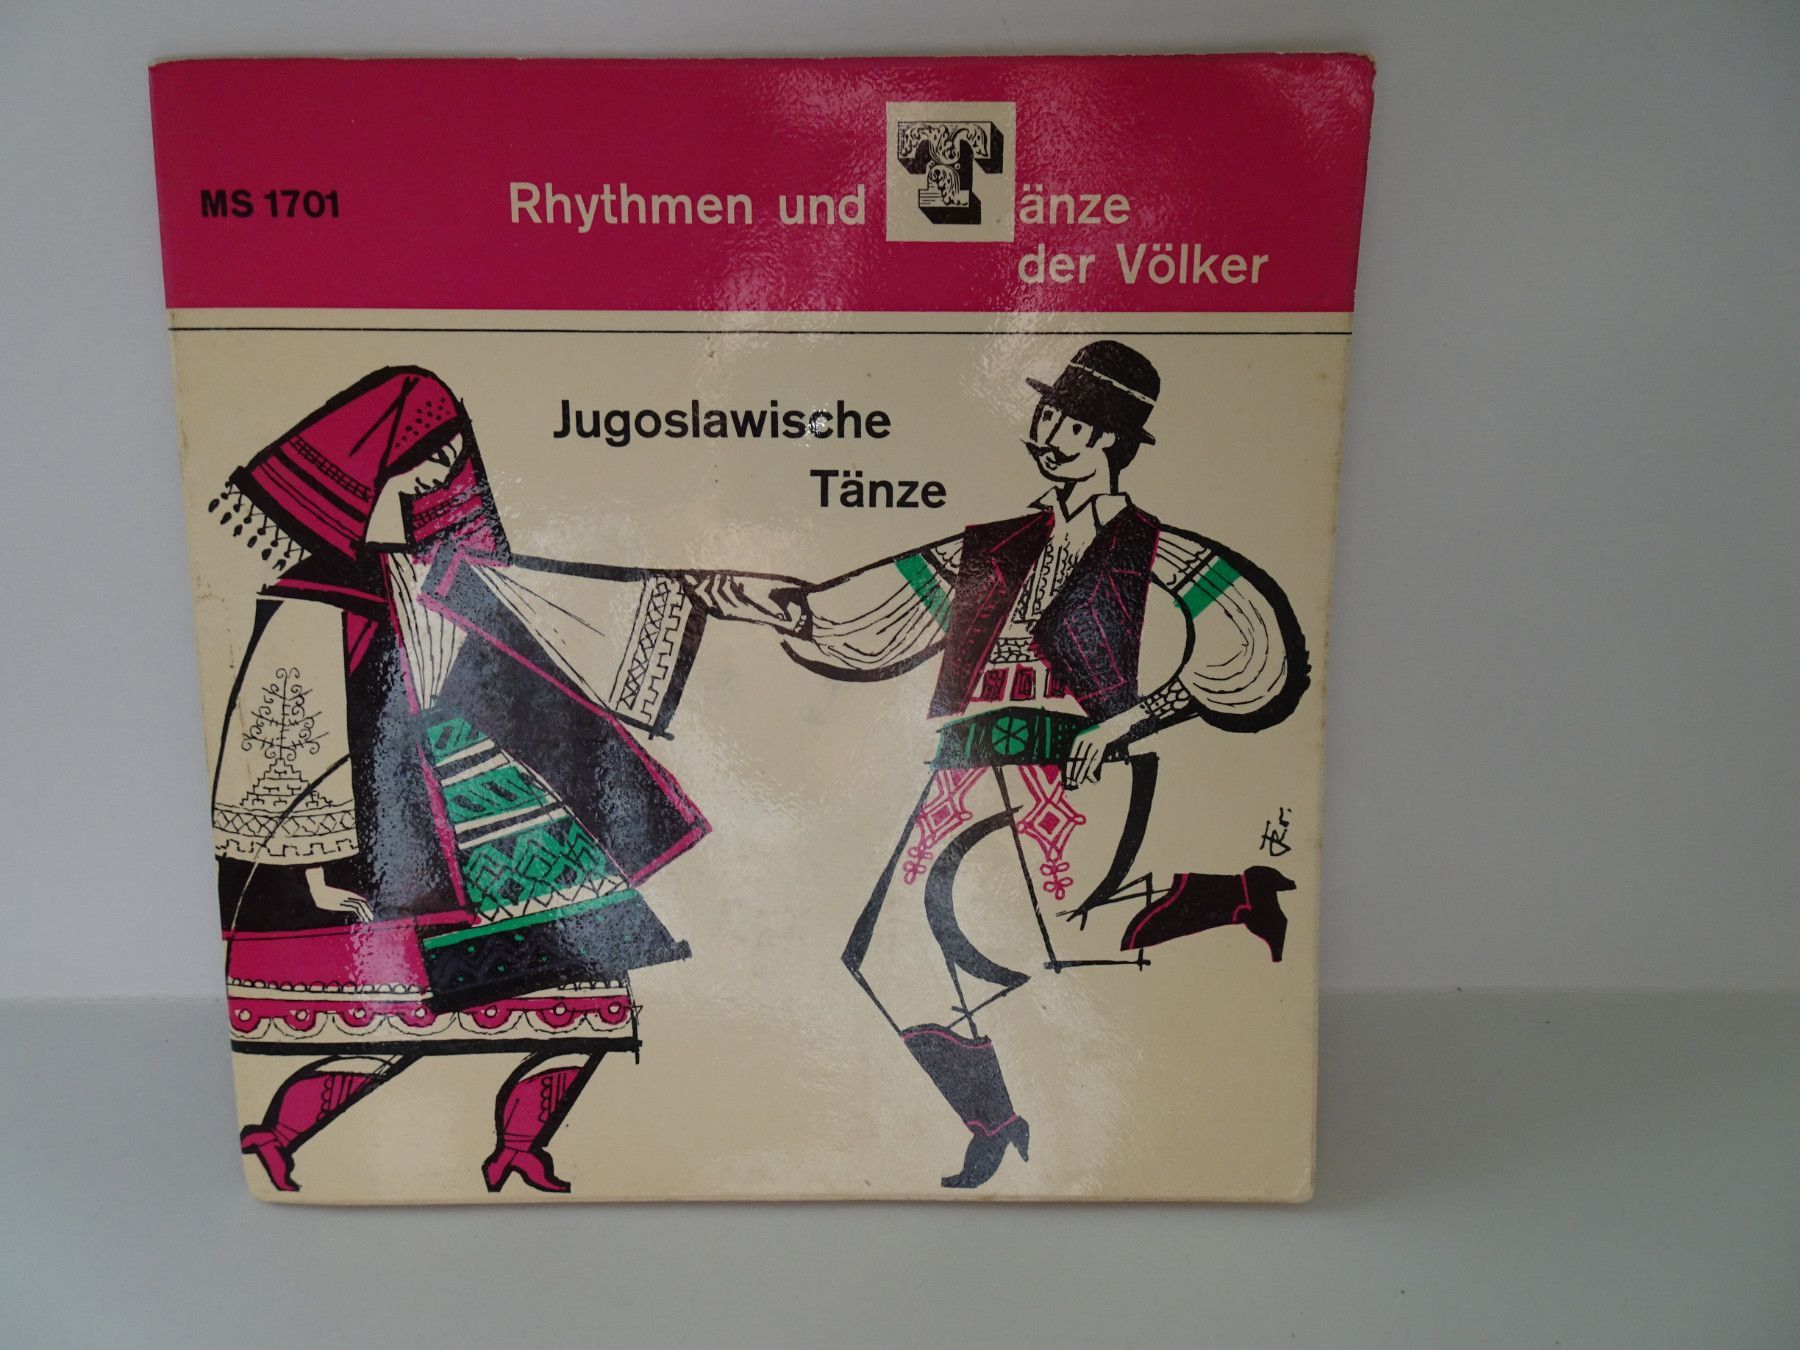 MS 1701
Rhythmen und Tänze
der Völker
Jugoslawische
Tänze